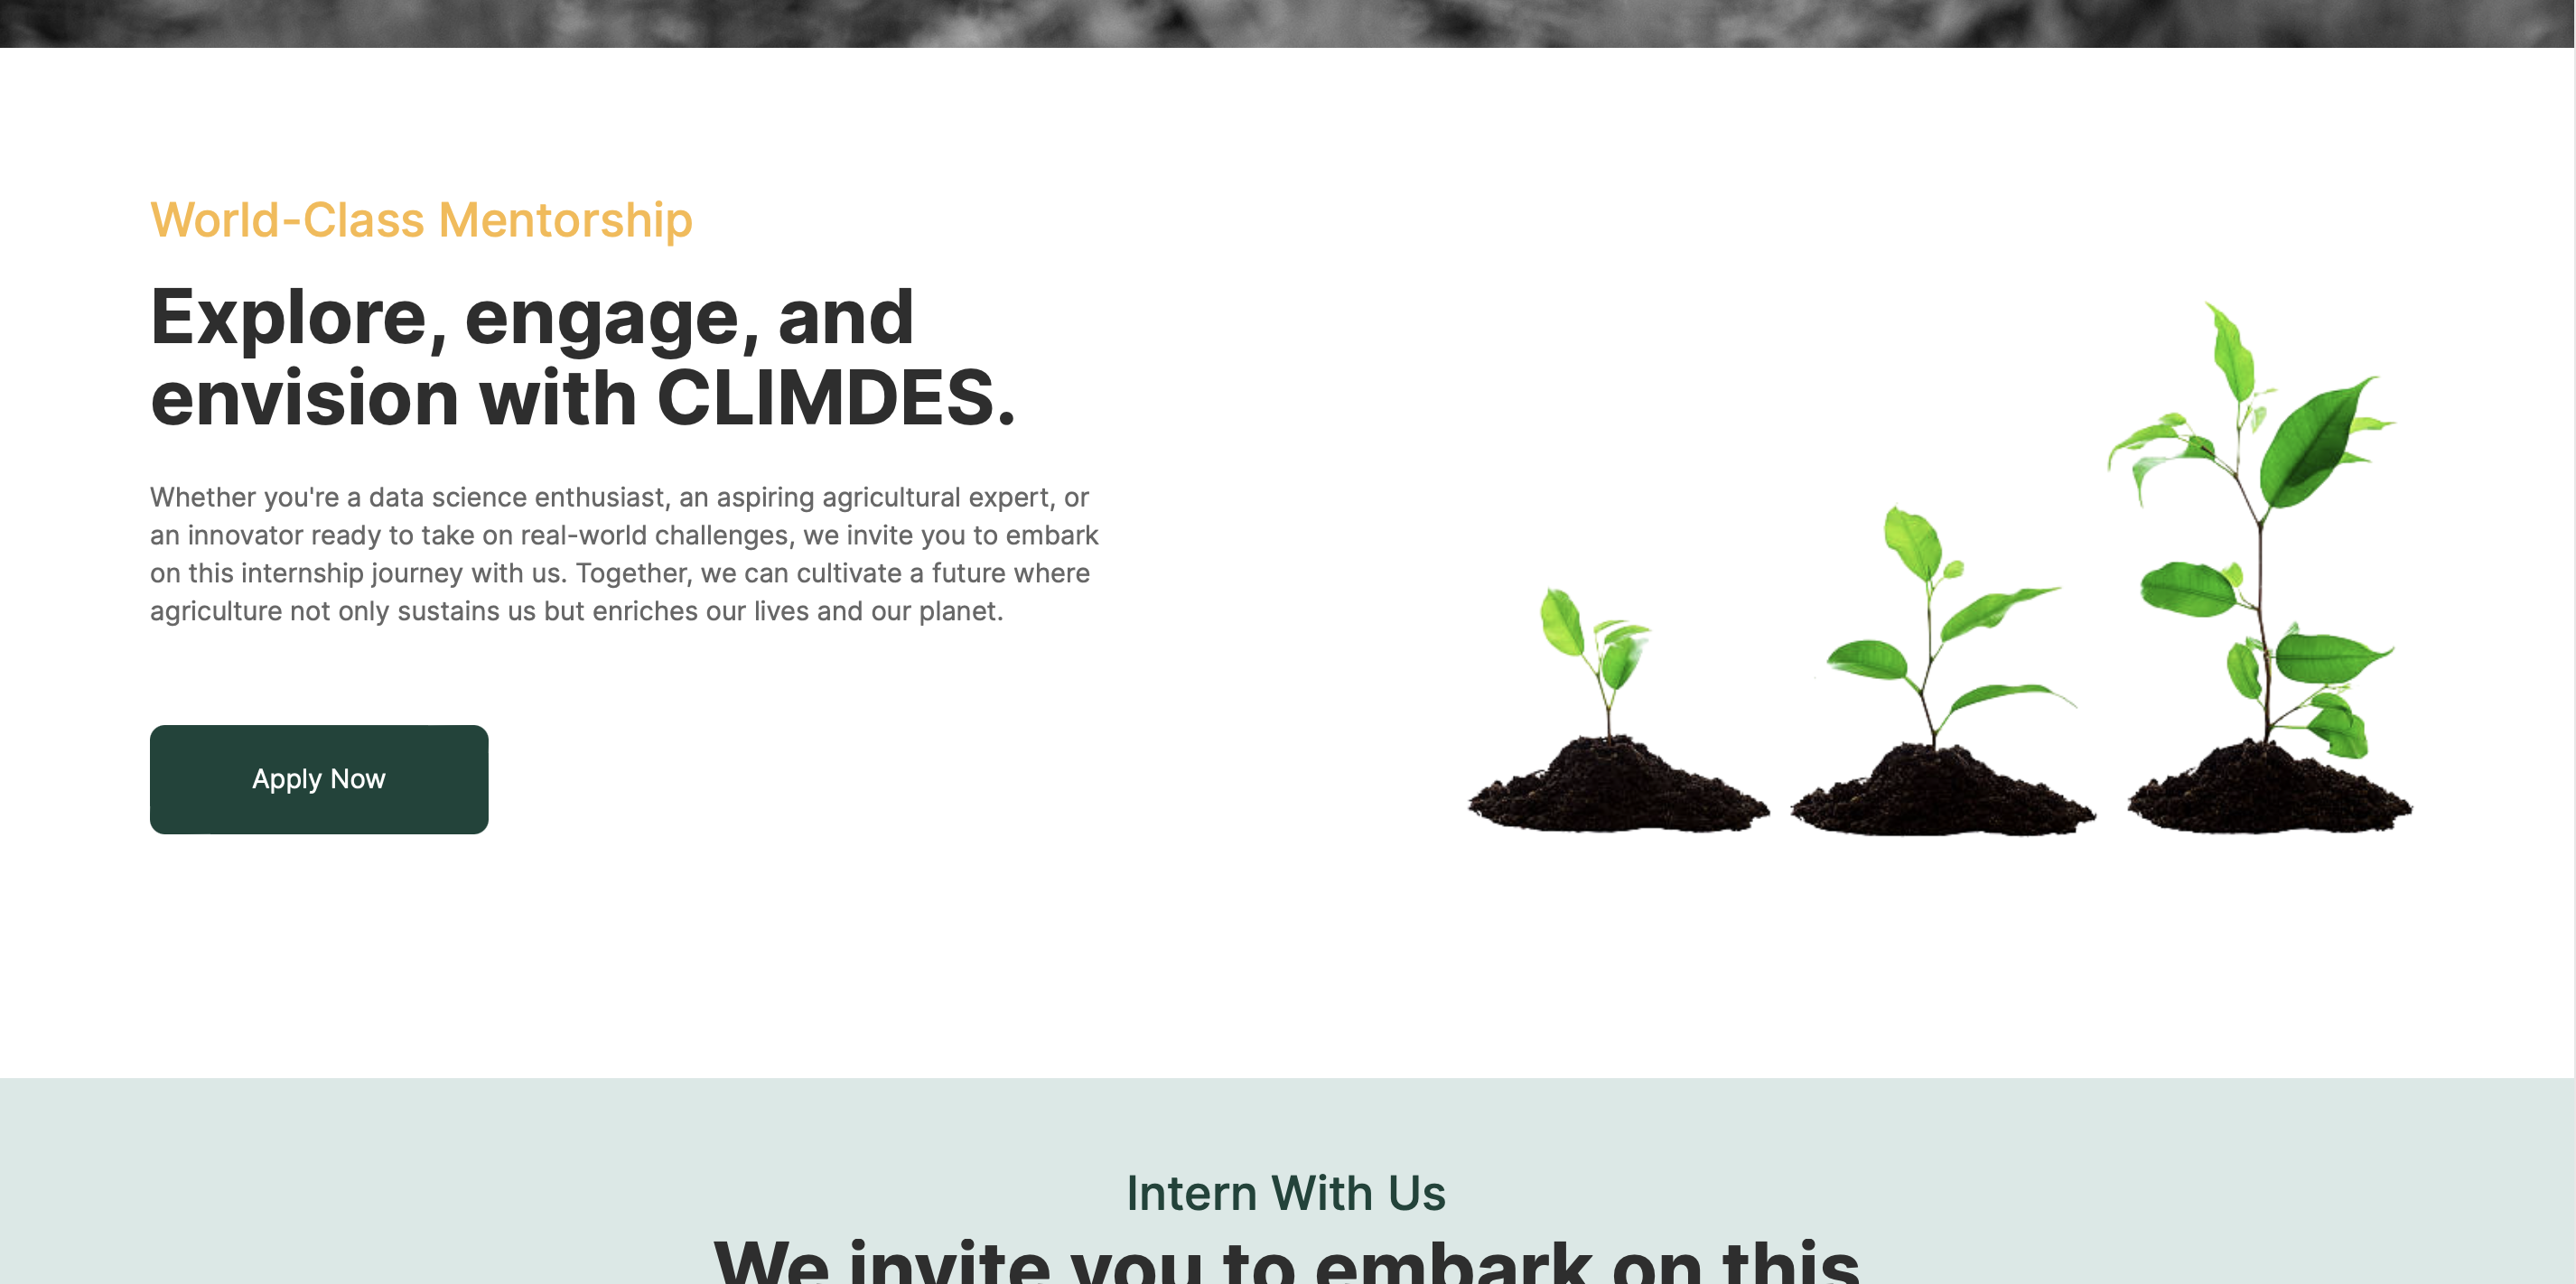 World-Class Mentorship
Explore, engage, and
envision with CLIMDES.
Whether you're a data science enthusiast, an aspiring agricultural expert, or
an innovator ready to take on real-world challenges, we invite you to embark
on this internship journey with us. Together, we can cultivate a future where
agriculture not only sustains us but enriches our lives and our planet.
Apply Now
Intern With Us
We invite you to embark on this